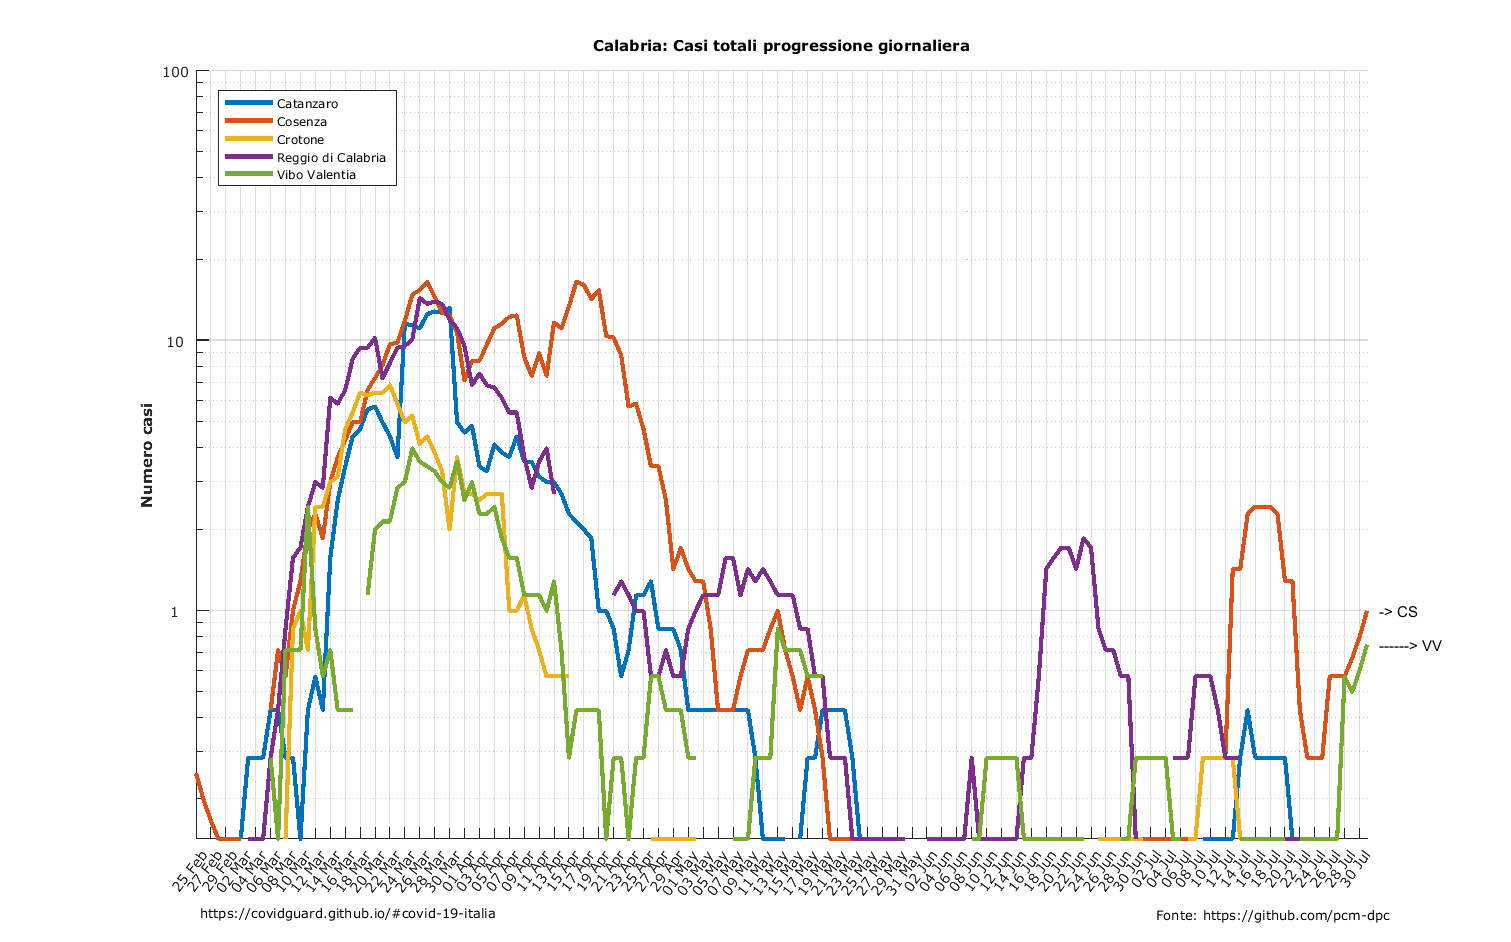 Calabria: Casi totali progressione giornaliera
100
10
1
Numero casi
Catanzaro
Cosenza
Crotone
Reggio di Calabria
Vibo Valentia
-> CS
------> VV
25 Feb
27 Feb
29 Feb
02 Mar
04 Mar
06 Mar
08 Mar
10 Mar
12 Mar
14 Mar
16 Mar
18 Mar
20 Mar
22 Mar
24 Mar
26 Mar
28 Mar
30 Mar
01 Apr
03 Apr
05 Apr
07 Apr
09 Apr
11 Apr
13 Apr
15 Apr
17 Apr
19 Apr
21 Apr
23 Apr
25 Apr
27 Apr
29 Apr
01 May
03 May
05 May
07 May
09 May
11 May
13 May
15 May
17 May
19 May
21 May
23 May
25 May
27 May
29 May
31 May
02 Jun
04 Jun
06 Jun
08 Jun
10 Jun
12 Jun
14 Jun
16 Jun
18 Jun
20 Jun
22 Jun
24 Jun
26 Jun
28 Jun
30 Jun
02 Jul
04 Jul
06 Jul
08 Jul
10 Jul
12 Jul
14 Jul
16 Jul
18 Jul
20 Jul
22 Jul
24 Jul
26 Jul
28 Jul
30 Jul
https://covidguard.github.io/#covid-19-italia
Fonte: https://github.com/pcm-dpc